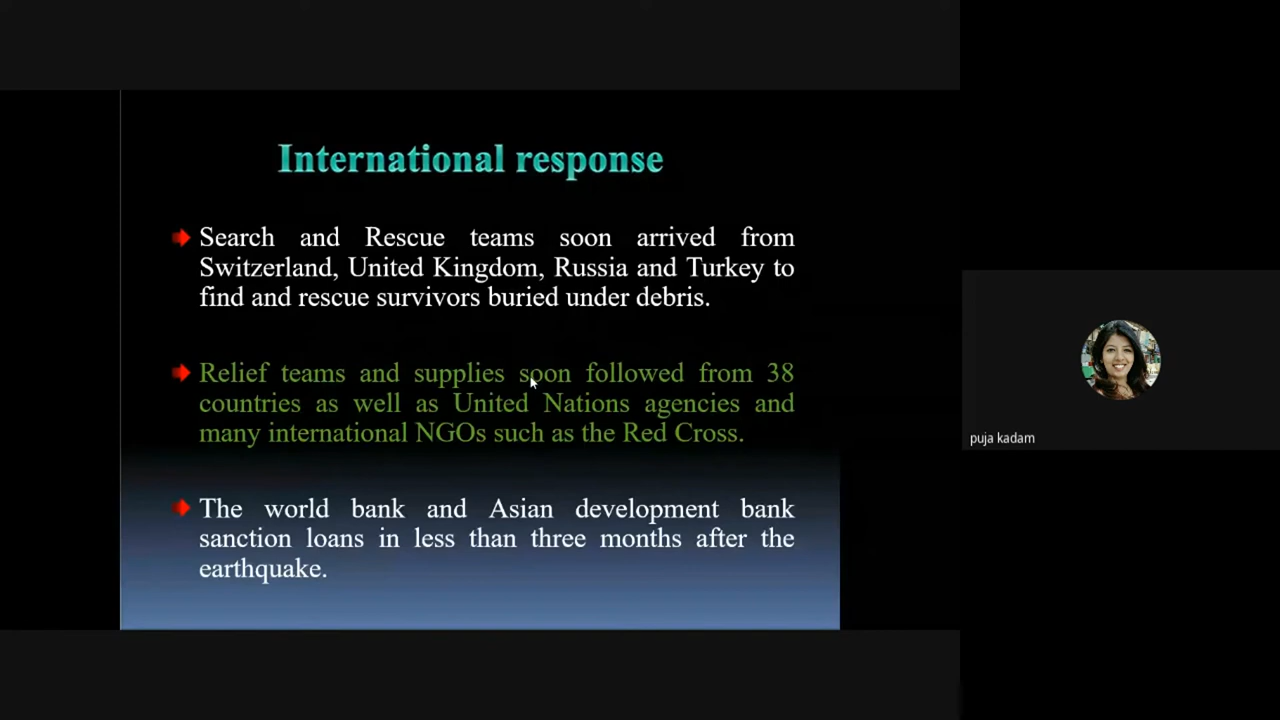 International response
Search and Rescue teams soon arrived from
Switzerland, United Kingdom, Russia and Turkey to
find and rescue survivors buried under debris.
Relief teams and supplies soon followed from 38
countries as well as United Nations agencies and
many international NGOs such as the Red Cross.
The world bank and Asian development bank
sanction loans in less than three months after the
earthquake.
puja kadam